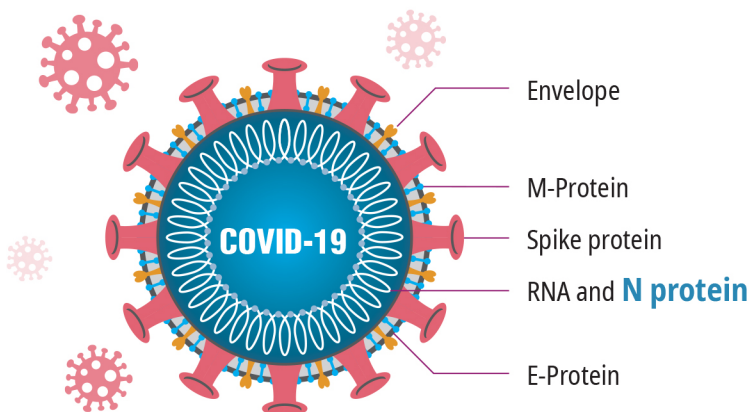 Envelope
M-Protein
COVID-19
Spike protein
RNA and N protein
E-Protein